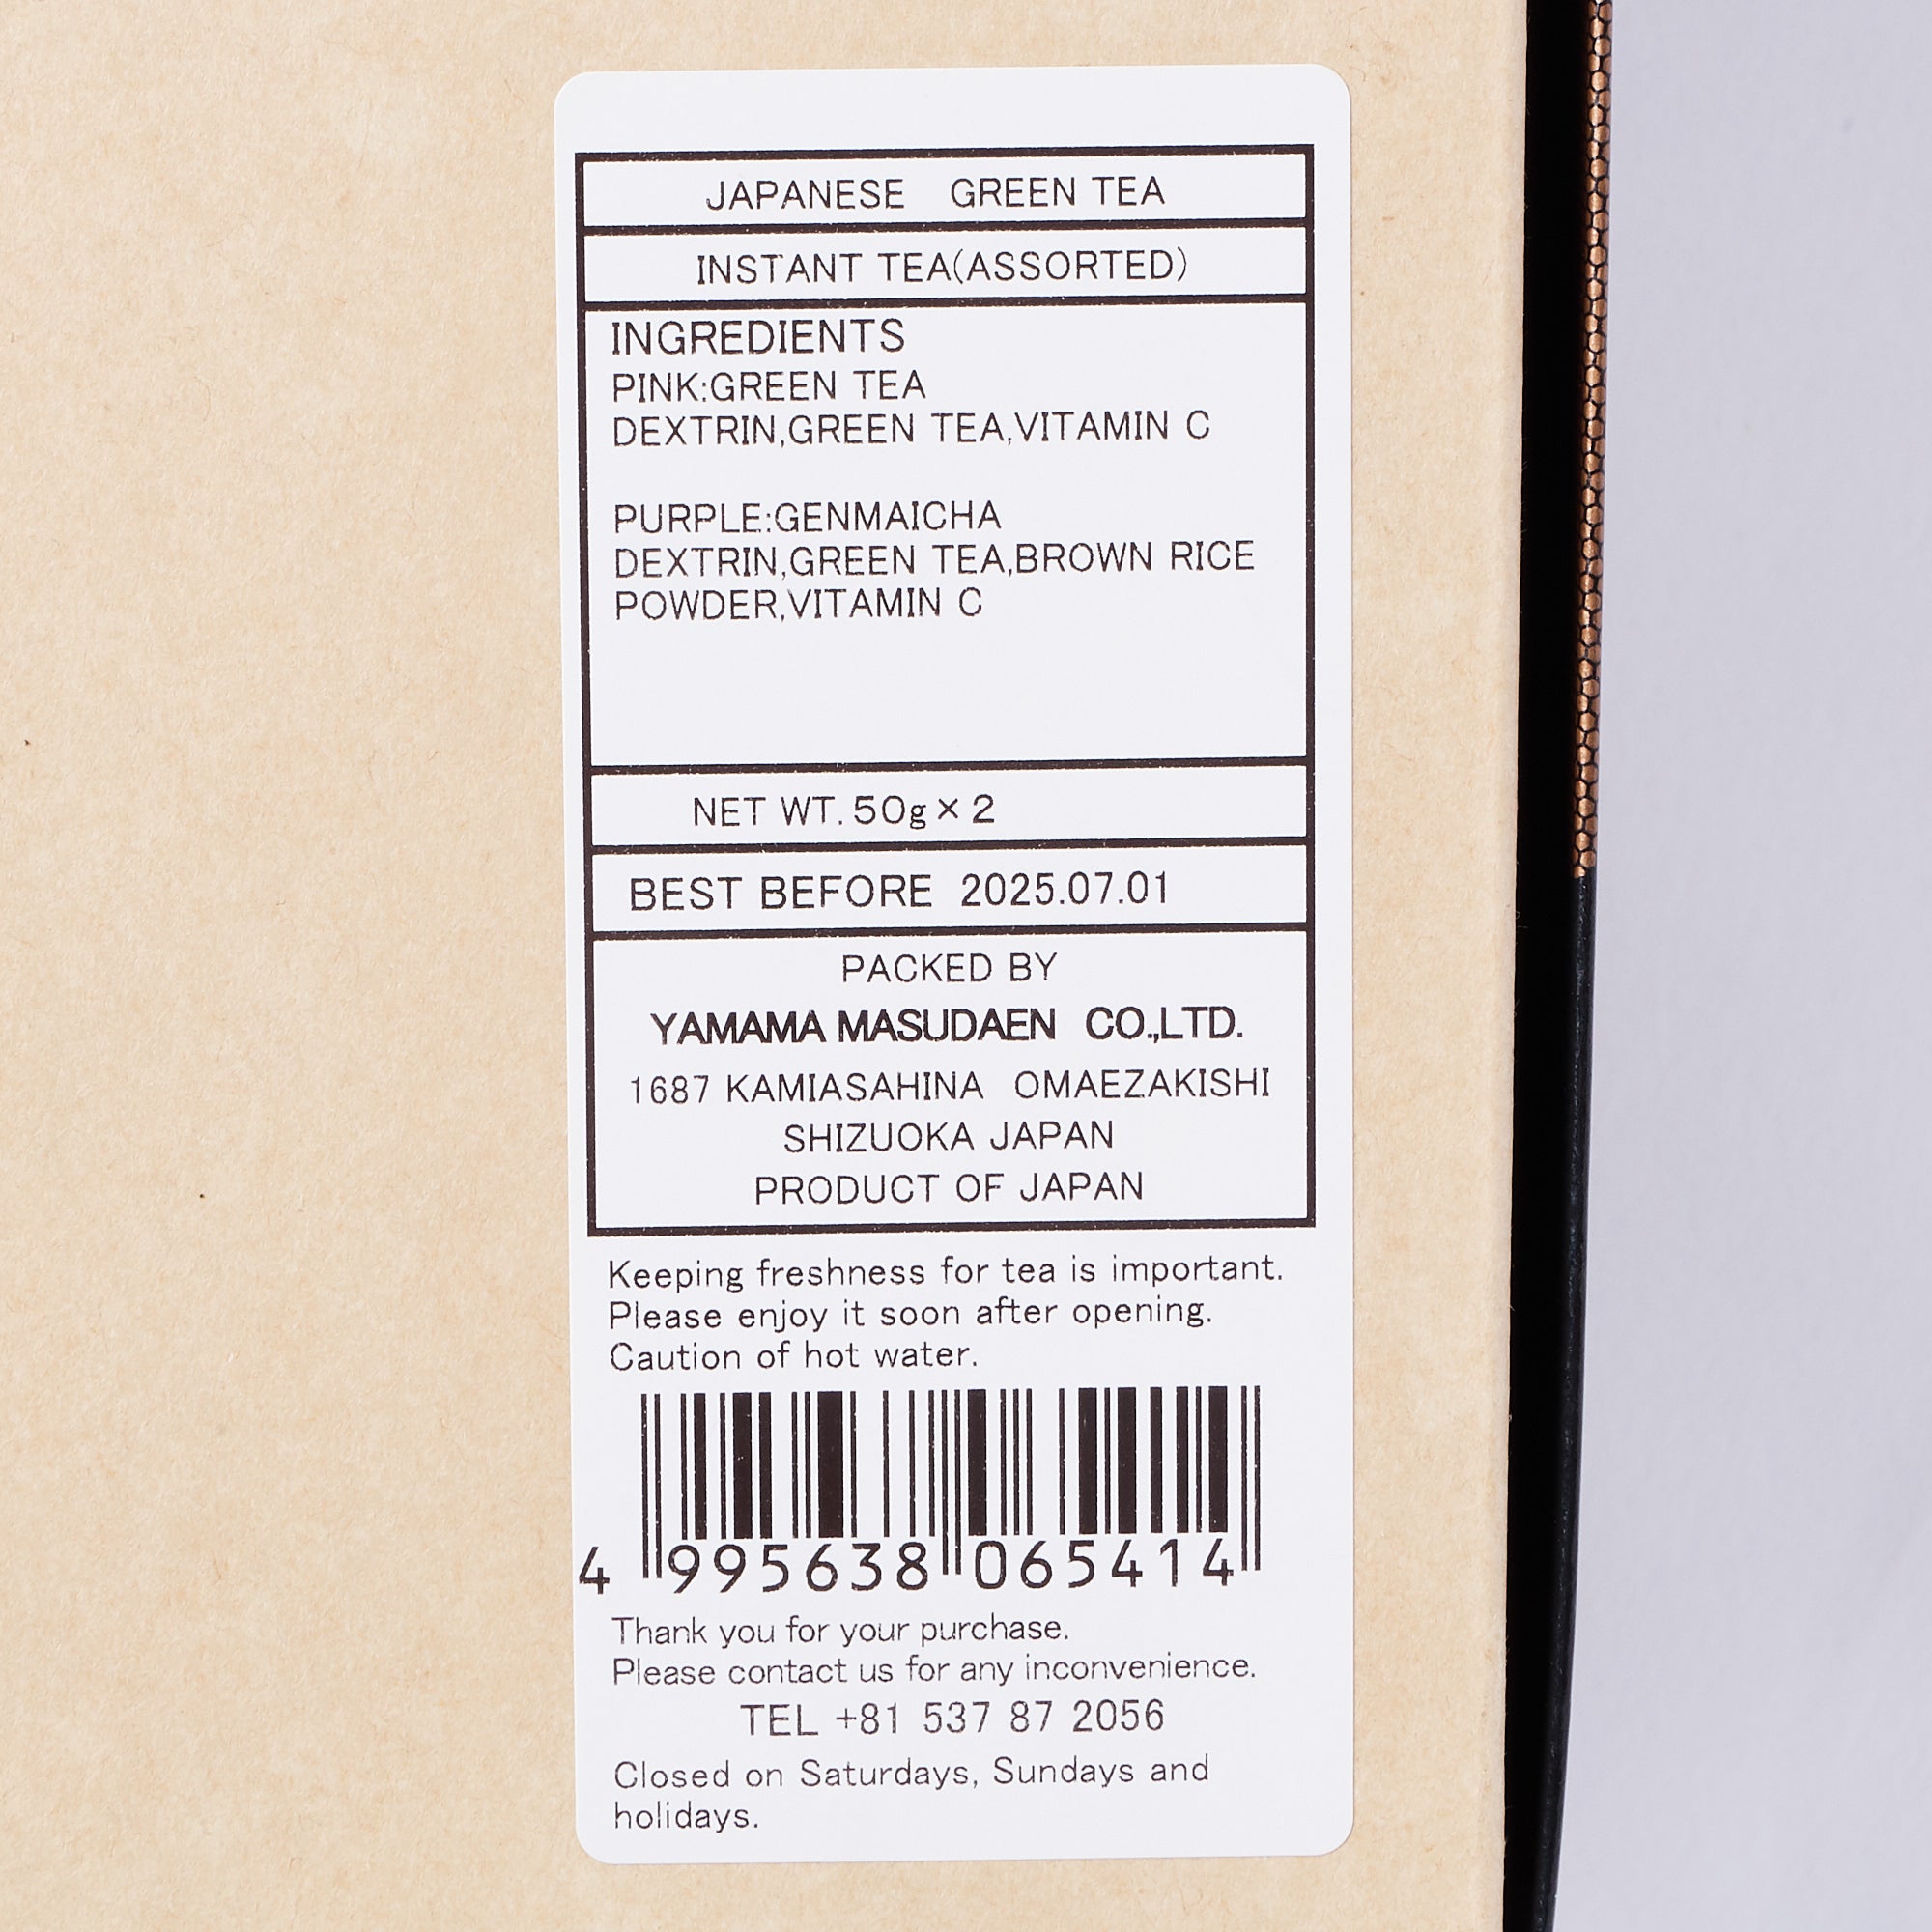 JAPANESE GREEN TEA
INSTANT TEA(ASSORTED)
INGREDIENTS
PINK:GREEN TEA
DEXTRIN,GREEN TEA,VITAMIN C
PURPLE:GENMAICHA
DEXTRIN,GREEN TEA,BROWN RICE
POWDER,VITAMIN C
NET WT. 50g × 2
BEST BEFORE 2025.07.01
PACKED BY
YAMAMA MASUDAEN CO.,LTD.
1687 KAMIASAHINA OMAEZAKISHI
SHIZUOKA JAPAN
PRODUCT OF JAPAN
Keeping freshness for tea is important.
Please enjoy it soon after opening.
Caution of hot water.
4 995638 065414
Thank you for your purchase.
Please contact us for any inconvenience.
TEL +81 537 87 2056
Closed on Saturdays, Sundays and
holidays.